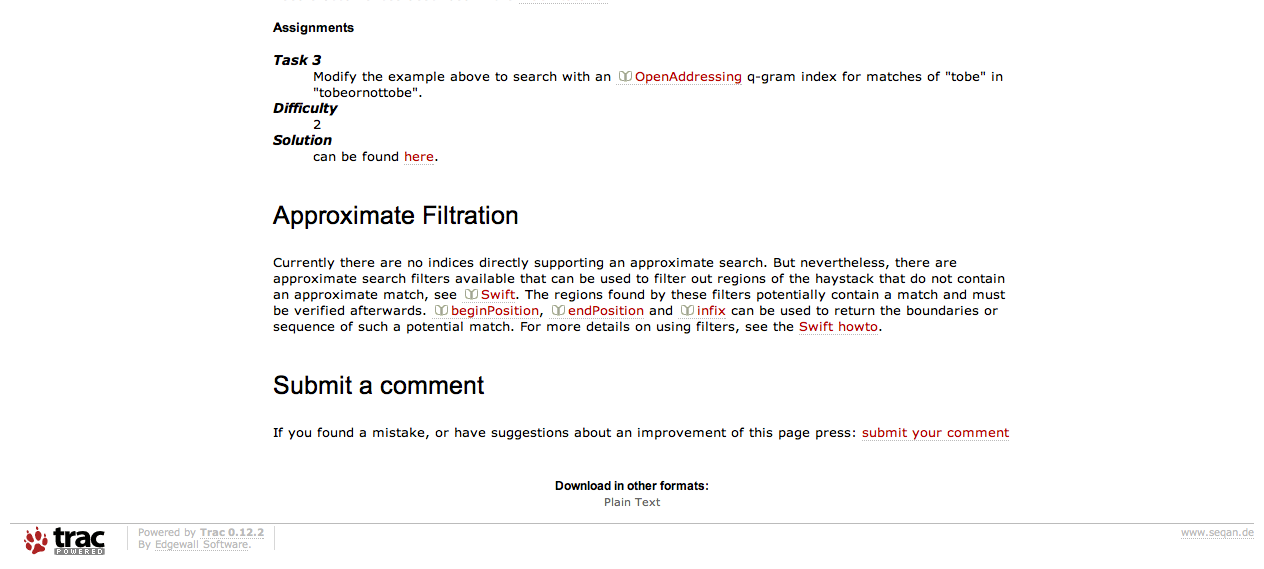 Assignments
Task 3
Modify the example above to search with an OpenAddressing q-gram index for matches of "tobe" in
"tobeornottobe".
Difficulty
2
Solution
can be found here.
Approximate Filtration
Currently there are no indices directly supporting an approximate search. But nevertheless, there are
approximate search filters available that can be used to filter out regions of the haystack that do not contain
an approximate match, see Swift. The regions found by these filters potentially contain a match and must
be verified afterwards. beginPosition, endPosition and infix can be used to return the boundaries or
sequence of such a potential match. For more details on using filters, see the Swift howto.
Submit a comment
If you found a mistake, or have suggestions about an improvement of this page press: submit your comment
Download in other formats:
Plain Text
trac
POWERED
Powered by Trac 0.12.2
By Edgewall Software.
www.seqan.de